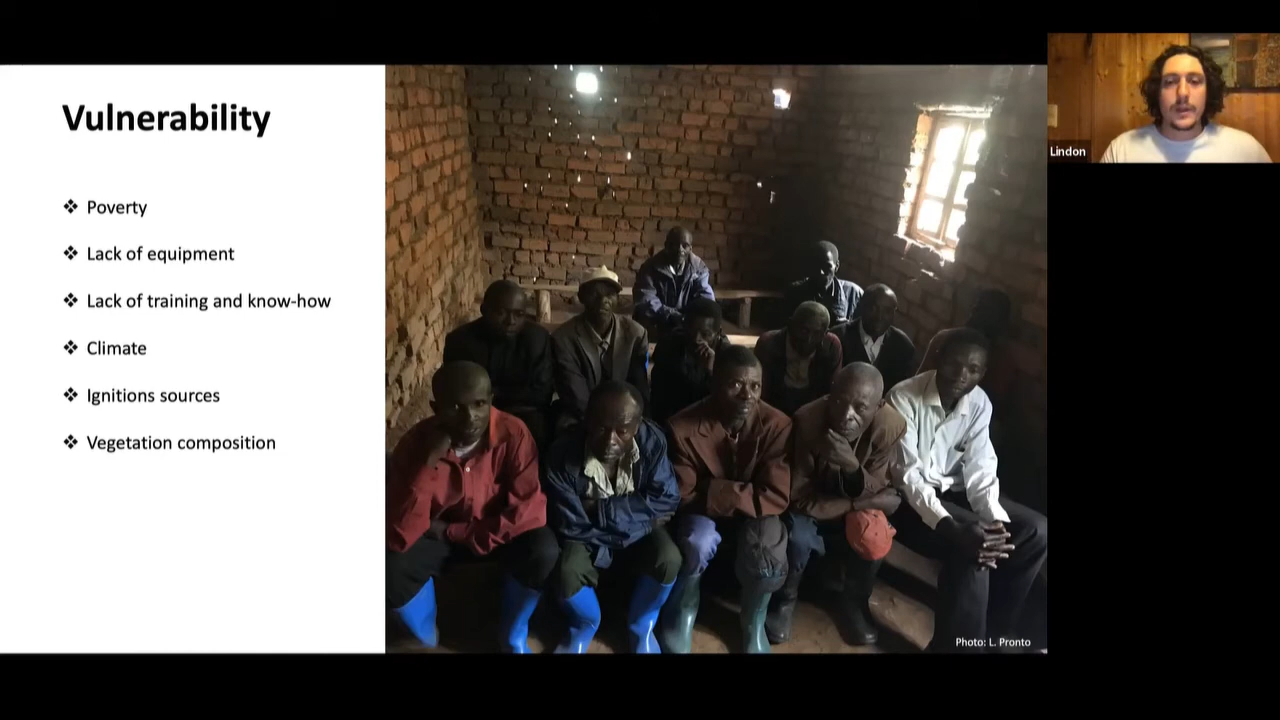 Vulnerability
❖ Poverty
❖ Lack of equipment
❖ Lack of training and know-how
❖ Climate
❖ Ignitions sources
❖ Vegetation composition
Photo: L. Pronto
Lindon